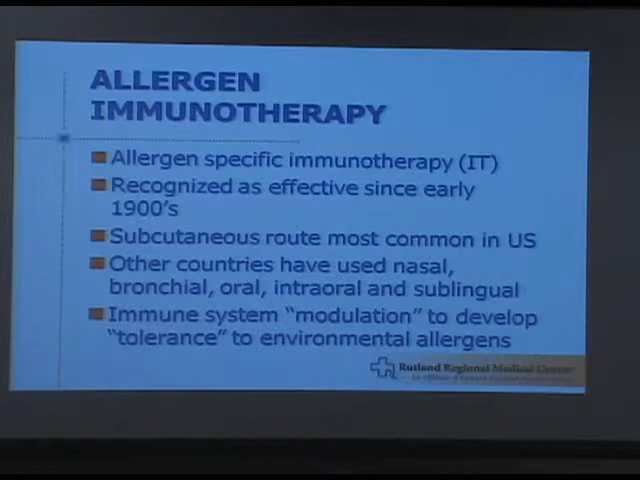 ALLERGEN
IMMUNOTHERAPY
Allergen specific immunotherapy (IT)
Recognized as effective since early
1900's
Subcutaneous route most common in US
Other countries have used nasal,
bronchial, oral, intraoral and sublingual
Immune system "modulation" to develop
"tolerance" to environmental allergens
Rutland Regional Medical Center